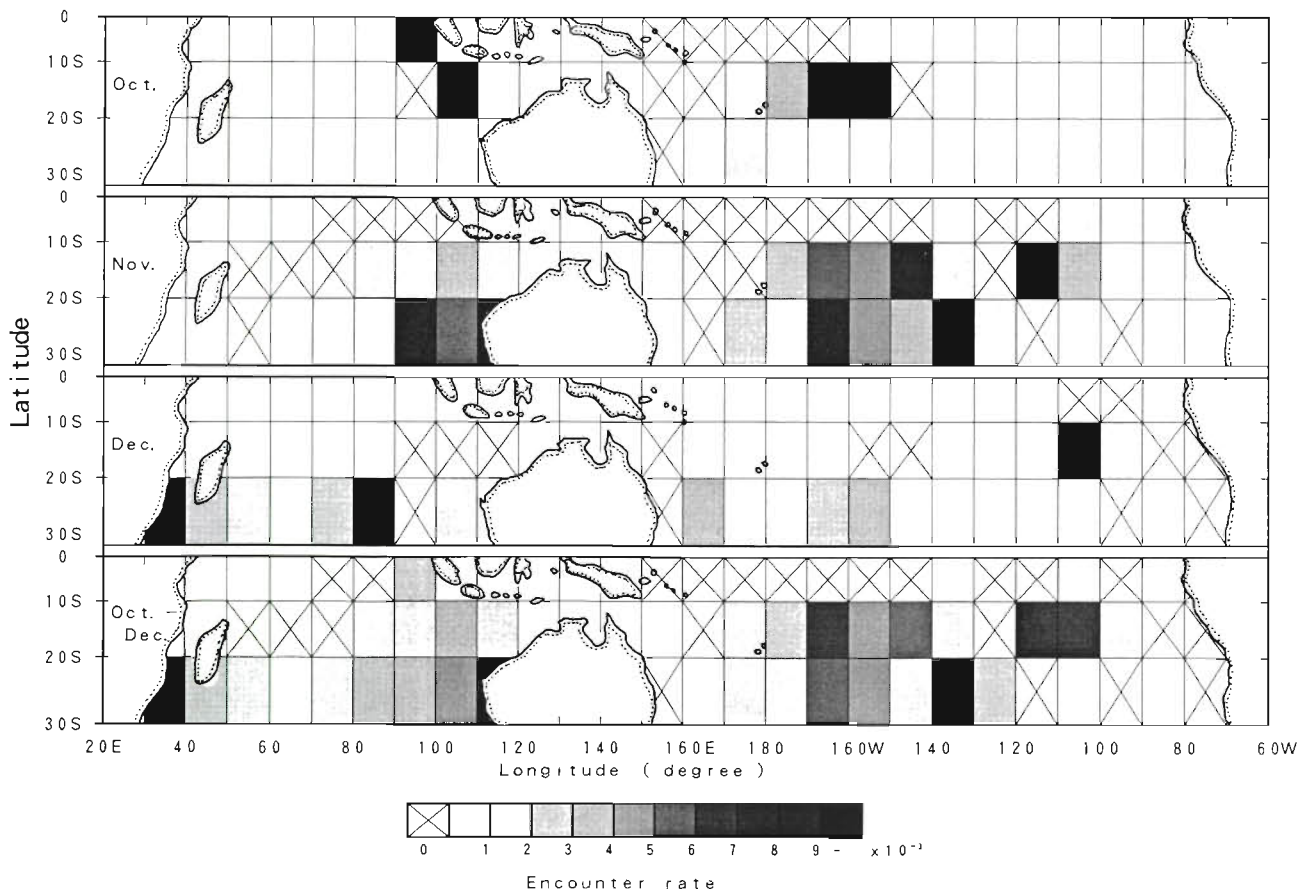 0
10S
Oct.
20S
30S
0
10S
Nov.
20S
30S
Latitude
0
10S
Dec.
20S
30S
0
10S
Oct. –
Dec.
20S
30S
20E 40 60 80 100 120 140 160E 180 160W 140 120 100 80 60W
Longitude ( degree )
0 1 2 3 4 5 6 7 8 9 – x 10⁻³
Encounter rate